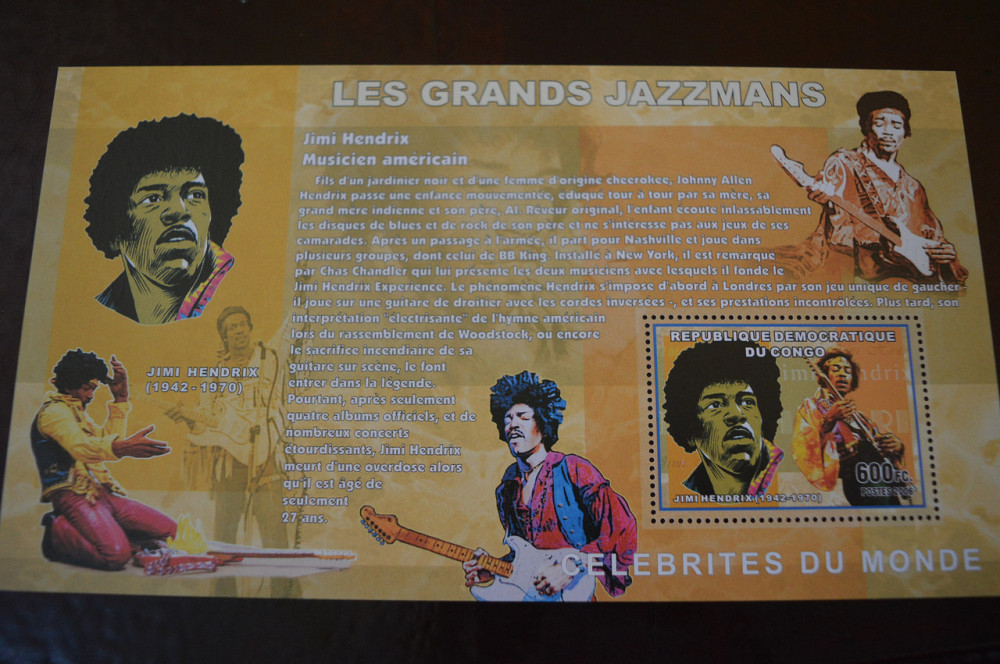 LES GRANDS JAZZMANS
Jimi Hendrix
Musicien américain
Fils d'un jardinier noir et d'une femme d'origine cheerokee, Johnny Allen
Hendrix passe une enfance mouvementée, éduqué tour à tour par sa mère, sa
grand mère indienne et son père, Al. Rêveur original, l'enfant écoute inlassablement
les disques de blues et de rock de son père et ne s'intéresse pas aux jeux de ses
camarades. Après un passage à l'armée, il part pour Nashville et joue dans
plusieurs groupes, dont celui de BB King. Installé à New York, il est remarqué
par Chas Chandler qui lui présente les deux musiciens avec lesquels il fonde le
Jimi Hendrix Experience. Le phénomène Hendrix s'impose d'abord à Londres par son jeu unique de gaucher -
il joue sur une guitare de droitier avec les cordes inversées -, et ses prestations incontrôlées. Plus tard, son
interprétation "électrisante" de l'hymne américain
lors du rassemblement de Woodstock, ou encore
le sacrifice incendiaire de sa
guitare sur scène, le font
entrer dans la légende.
Pourtant, après seulement
quatre albums officiels, et de
nombreux concerts
étourdissants, Jimi Hendrix
meurt d'une overdose alors
qu'il est âgé de
seulement
27 ans.
JIMI HENDRIX
(1942-1970)
REPUBLIQUE DEMOCRATIQUE
DU CONGO
Jimi Hendrix
600FC.
POSTES
JIMI HENDRIX (1942-1970)
CELEBRITES DU MONDE